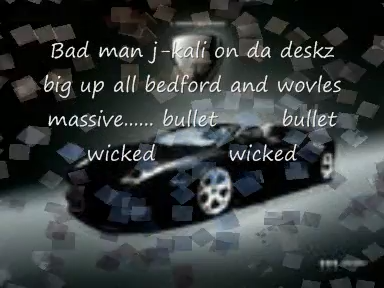 Bad man j-kali on da deskz
big up all bedford and wovles
massive...... bullet bullet
wicked wicked